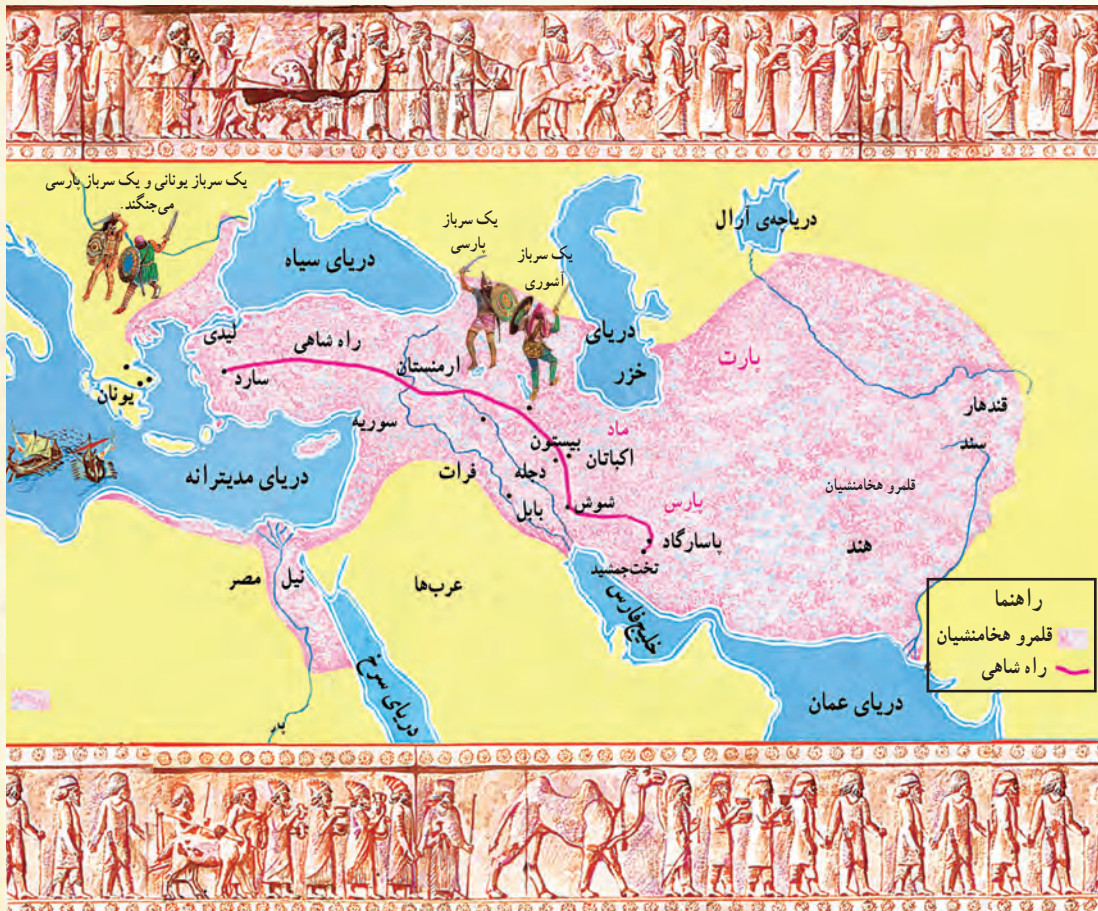 یک سرباز یونانی و یک سرباز پارسی
می‌جنگند.
دریای سیاه
یک سرباز
پارسی
یک سرباز
آشوری
دریاچه‌ی آرال
لیدی
راه شاهی
ارمنستان
دریای
خزر
پارت
یونان
سارد
قندهار
سوریه
ماد
بیستون
اکباتان
سند
دریای مدیترانه
فرات
دجله
قلمرو هخامنشیان
بابل
شوش
پارس
پاسارگاد
هند
تخت‌جمشید
مصر
نیل
عرب‌ها
خلیج فارس
دریای سرخ
دریای عمان
راهنما
قلمرو هخامنشیان
راه شاهی